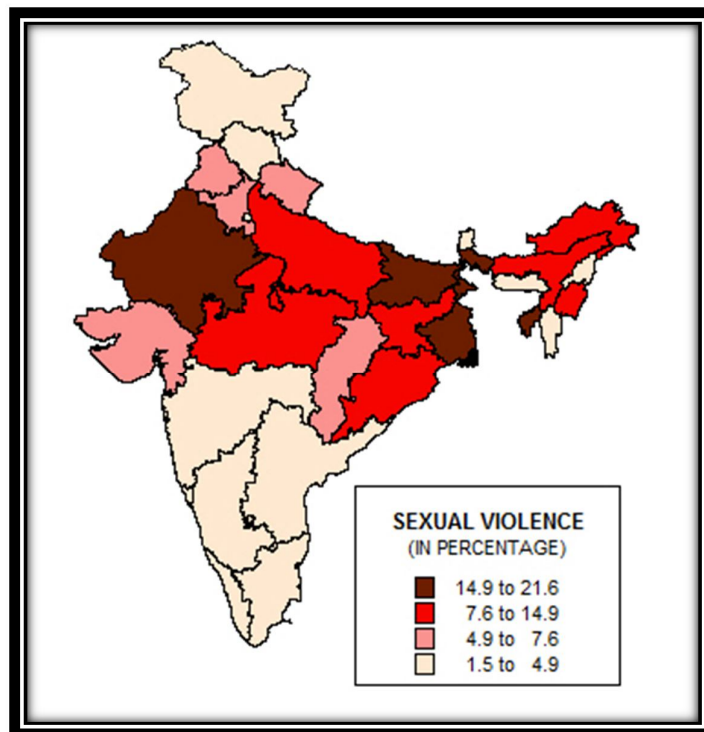 SEXUAL VIOLENCE
(IN PERCENTAGE)
14.9 to 21.6
7.6 to 14.9
4.9 to 7.6
1.5 to 4.9